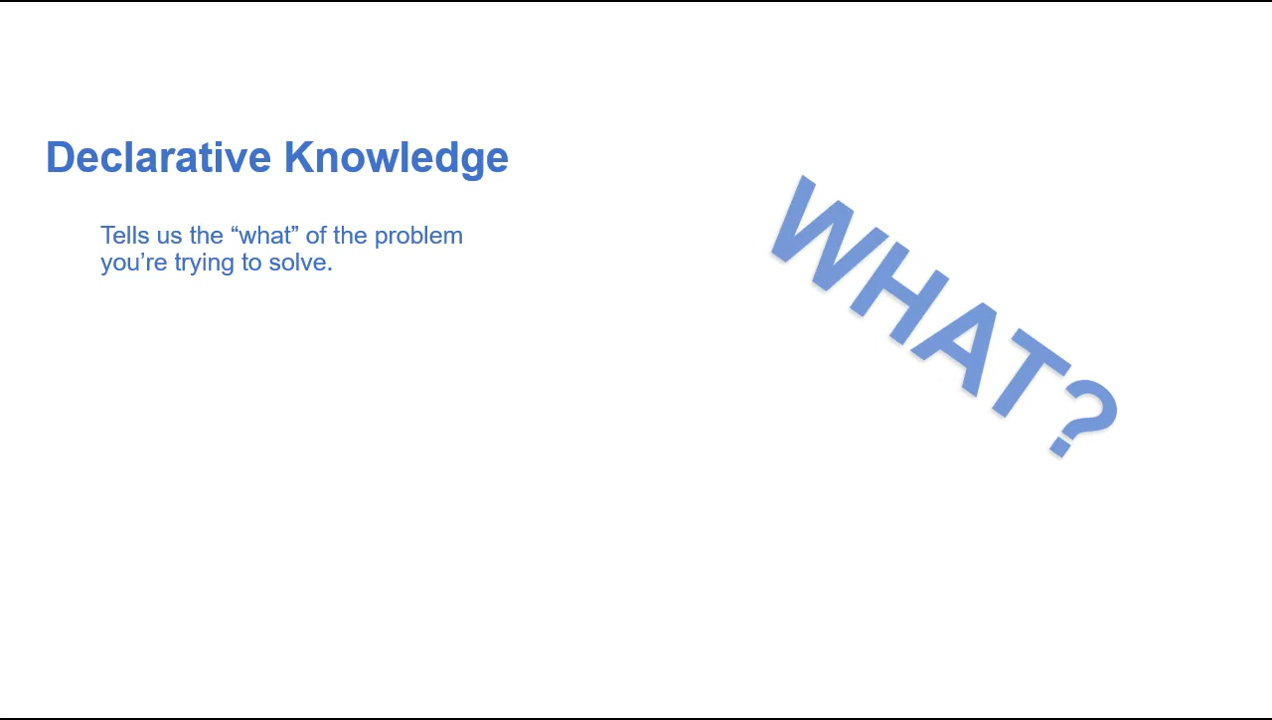 Declarative Knowledge
Tells us the “what” of the problem
you’re trying to solve.
WHAT?